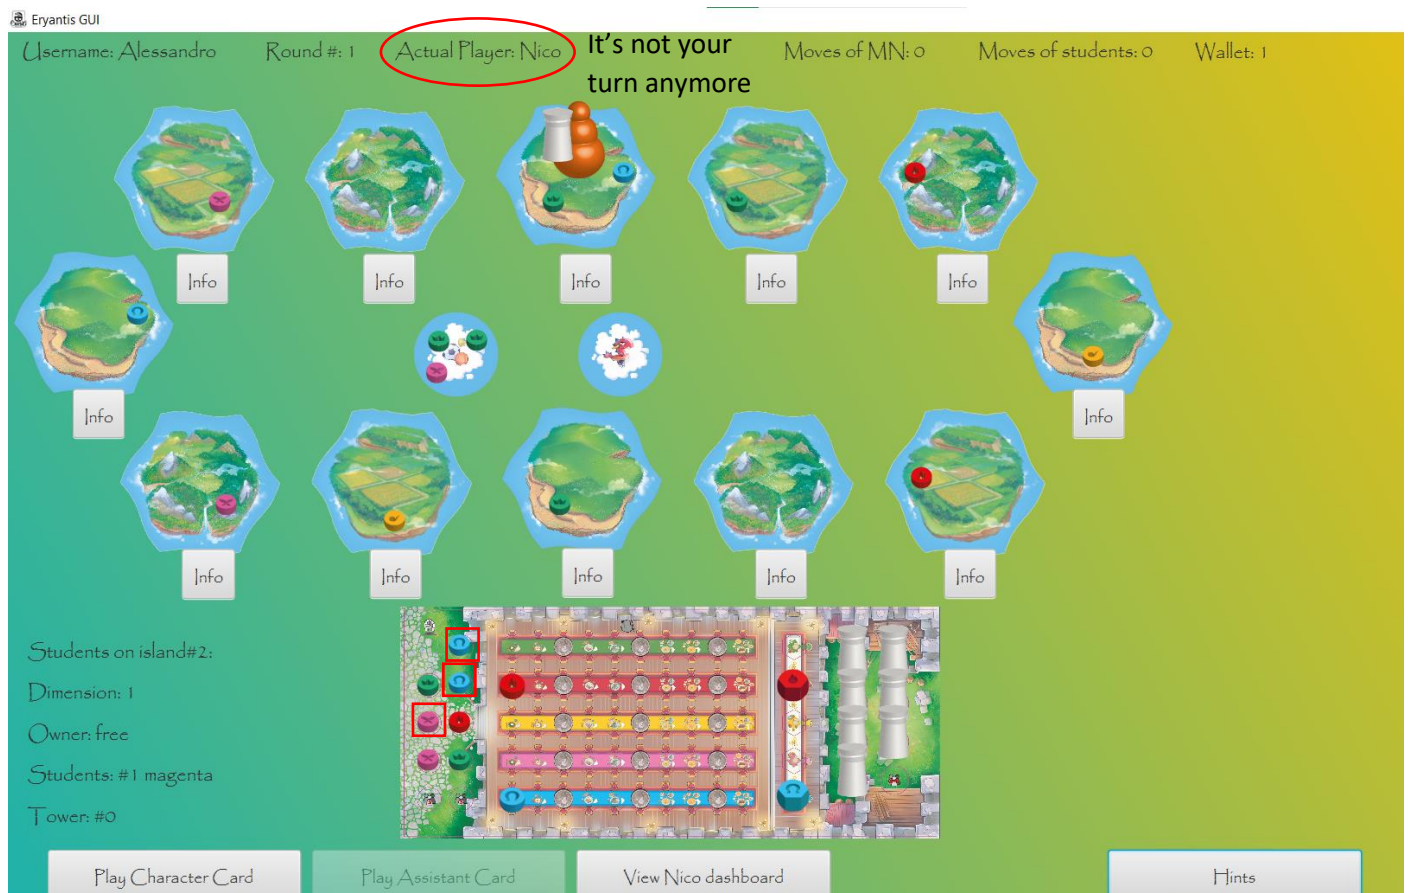 Eryantis GUI
Username: Alessandro Round #: 1 Actual Player: Nico It's not your Moves of MN: 0 Moves of students: 0 Wallet: 1
turn anymore
Info Info Info Info Info
Info Info
Info Info Info Info Info
Students on island#2:
Dimension: 1
Owner: free
Students: #1 magenta
Tower: #0
Play Character Card Play Assistant Card View Nico dashboard Hints